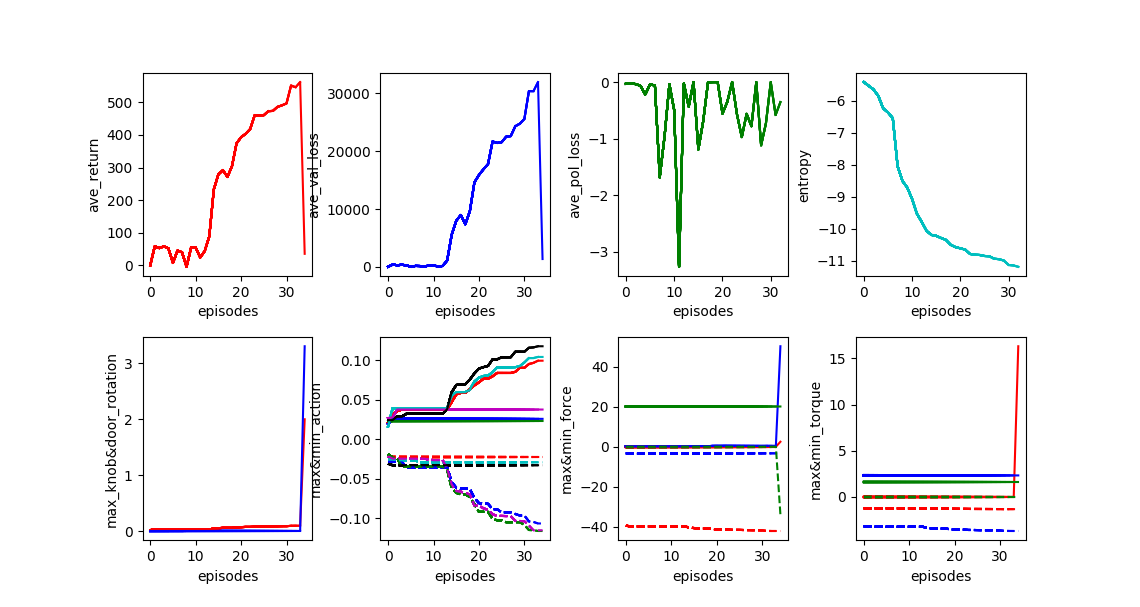 ave_return
500
400
300
200
100
0
0 10 20 30
episodes
ave_val_loss
30000
20000
10000
0
0 10 20 30
episodes
ave_pol_loss
0
−1
−2
−3
0 10 20 30
episodes
entropy
−6
−7
−8
−9
−10
−11
0 10 20 30
episodes
max_knob&door_rotation
3
2
1
0
0 10 20 30
episodes
max&min_action
0.10
0.05
0.00
−0.05
−0.10
0 10 20 30
episodes
max&min_force
40
20
0
−20
−40
0 10 20 30
episodes
max&min_torque
15
10
5
0
0 10 20 30
episodes